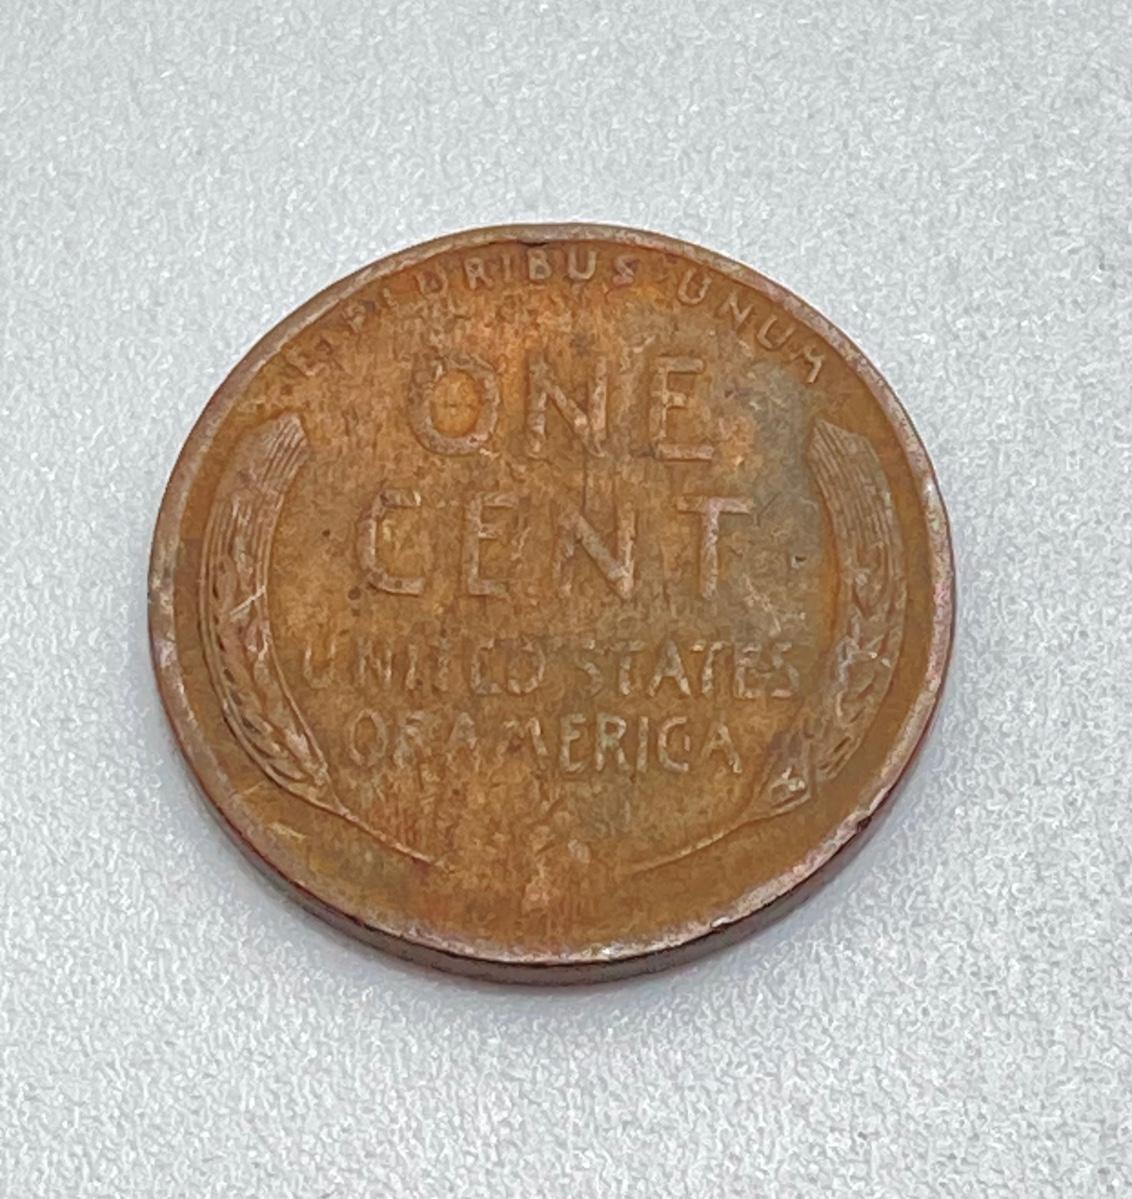 E·PLURIBUS·UNUM
ONE
CENT
UNITED STATES
OF AMERICA